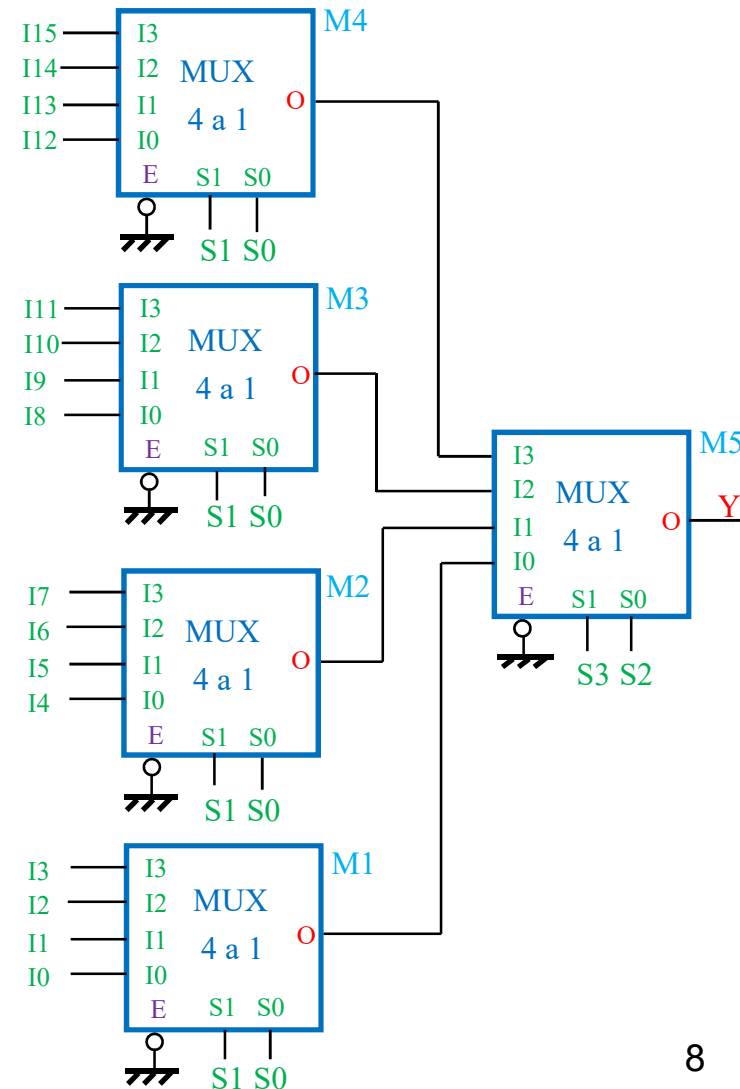 M4
I15 I3
I14 I2 MUX
I13 I1 O
4 a 1
I12 I0
E S1 S0
S1 S0
M3
I11 I3
I10 I2 MUX
I9 I1 O
4 a 1
I8 I0
E S1 S0
S1 S0
M5
I3
I2 MUX
I1 O Y
4 a 1
I0
E S1 S0
S3 S2
M2
I7 I3
I6 I2 MUX
I5 I1 O
4 a 1
I4 I0
E S1 S0
S1 S0
M1
I3 I3
I2 I2 MUX
I1 I1 O
4 a 1
I0 I0
E S1 S0
S1 S0
8